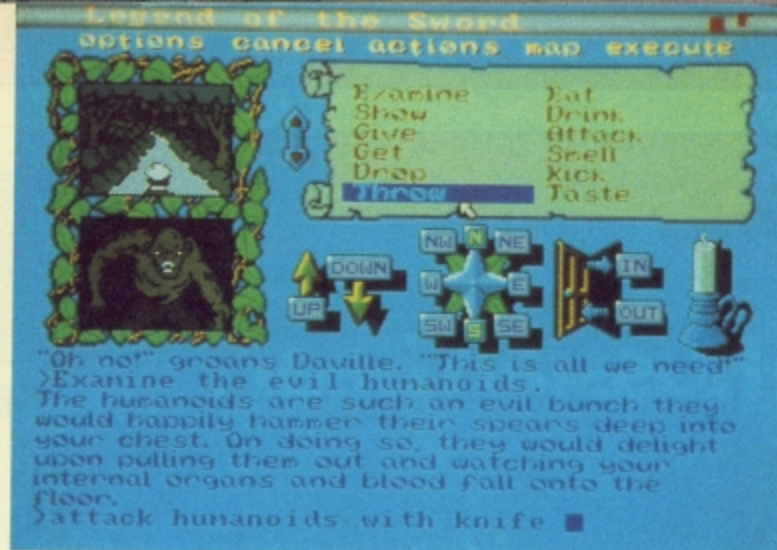 Legend of the Sword
options cancel actions map execute
Examine Eat
Show Drink
Give Attack
Get Smell
Drop Kick
Throw Taste
NW N NE
DOWN
IN
W E
UP
OUT
SW S SE
"Oh no!" groans Daville. "This is all we need!"
>Examine the evil humanoids.
The humanoids are such an evil bunch they
would happily hammer their spears deep into
your chest. On doing so, they would delight
upon pulling them out and watching your
internal organs and blood fall onto the
floor.
>attack humanoids with knife